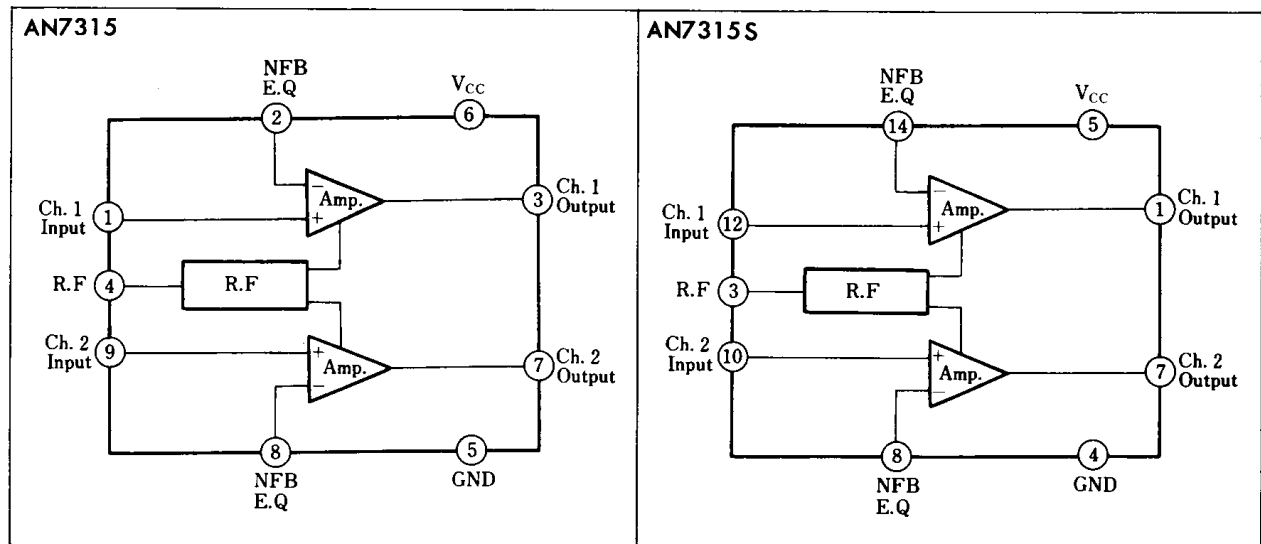 AN7315
NFB
E.Q
VCC
2
6
− Amp.
+
Ch. 1
Input
1
3
Ch. 1
Output
R.F
4
R.F
Ch. 2
Input
9
+
Amp.
−
7
Ch. 2
Output
8
5
NFB
E.Q
GND
AN7315S
NFB
E.Q
VCC
14
5
−
Amp.
+
Ch. 1
Input
12
1
Ch. 1
Output
R.F
3
R.F
Ch. 2
Input
10
+
Amp.
−
7
Ch. 2
Output
8
4
NFB
E.Q
GND